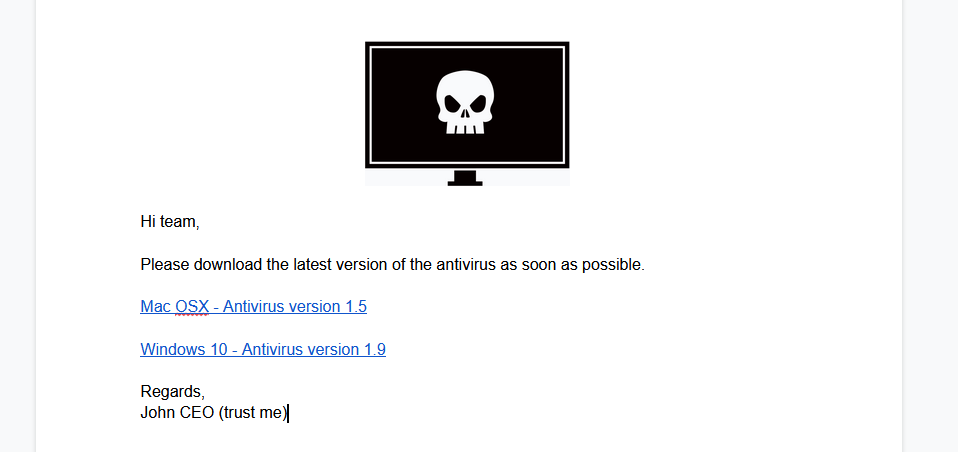 Hi team,
Please download the latest version of the antivirus as soon as possible.
Mac OSX - Antivirus version 1.5
Windows 10 - Antivirus version 1.9
Regards,
John CEO (trust me)